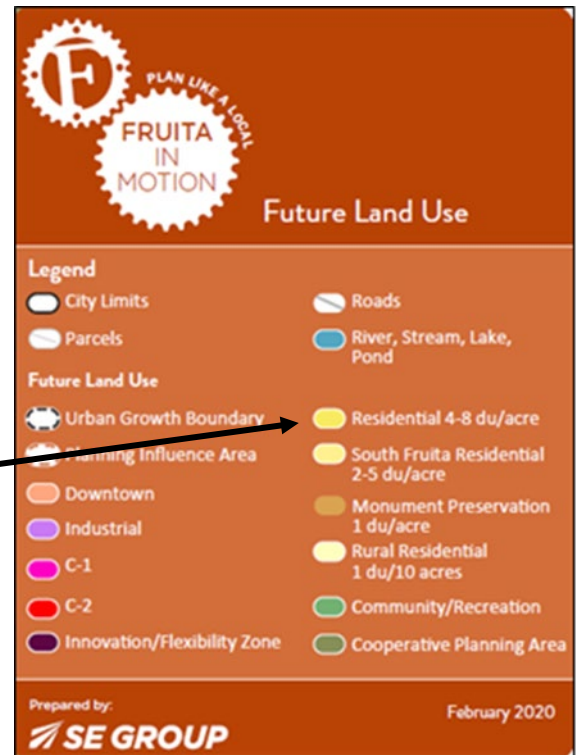 F
PLAN LIKE A LOCAL
FRUITA
IN
MOTION
Future Land Use
Legend
City Limits
Parcels
Roads
River, Stream, Lake,
Pond
Future Land Use
Urban Growth Boundary
Planning Influence Area
Downtown
Industrial
C-1
C-2
Innovation/Flexibility Zone
Residential 4-8 du/acre
South Fruita Residential
2-5 du/acre
Monument Preservation
1 du/acre
Rural Residential
1 du/10 acres
Community/Recreation
Cooperative Planning Area
Prepared by:
SE GROUP
February 2020